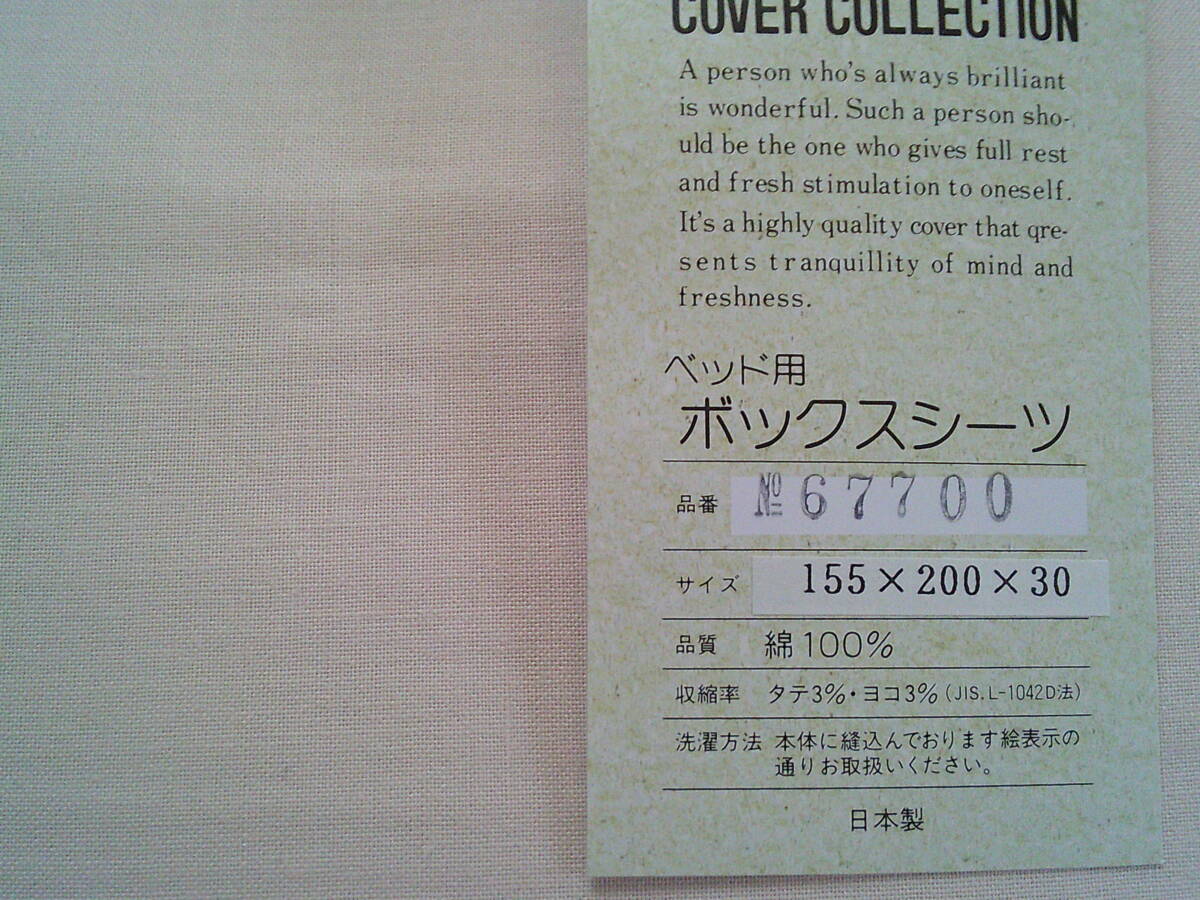 COVER COLLECTION
A person who's always brilliant
is wonderful. Such a person sho-
uld be the one who gives full rest
and fresh stimulation to oneself.
It's a highly quality cover that qre-
sents tranquillity of mind and
freshness.
ベッド用
ボックスシーツ
品番 № 67700
サイズ 155×200×30
品質 綿100%
収縮率 タテ3%・ヨコ3% (JIS. L-1042D法)
洗濯方法 本体に縫込んでおります絵表示の
通りお取扱いください。
日本製